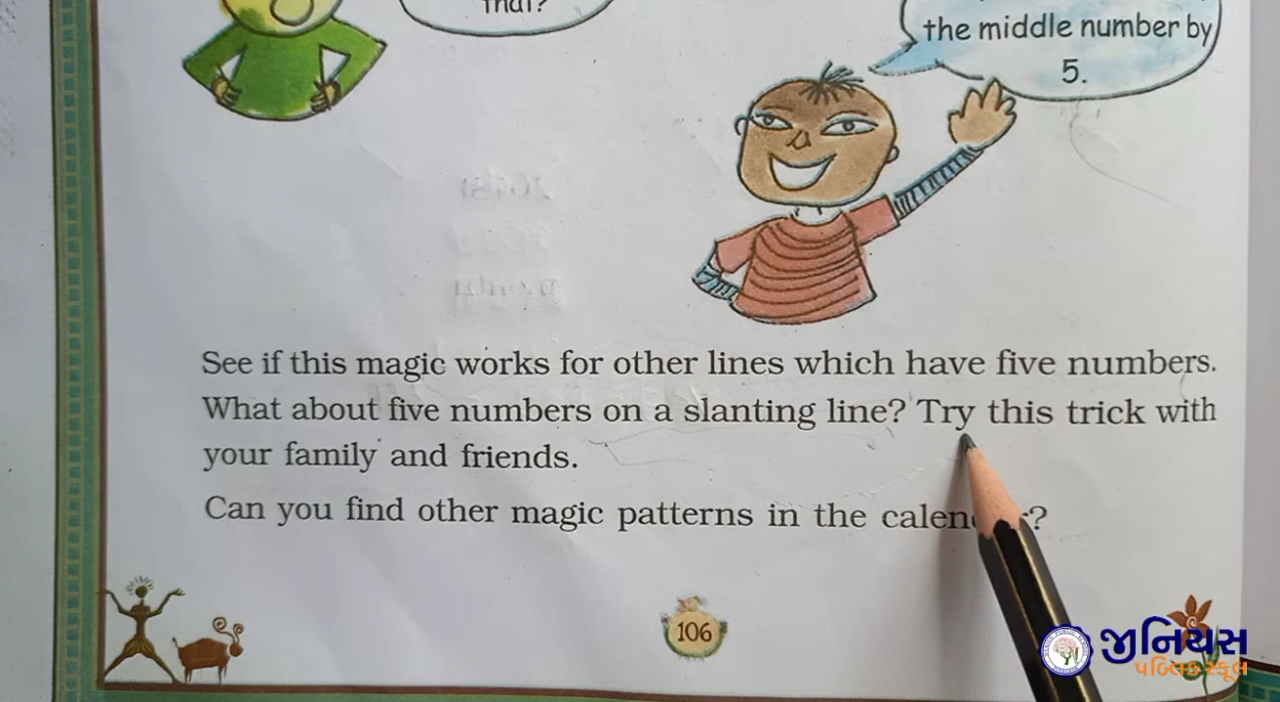 that?
the middle number by
5.
See if this magic works for other lines which have five numbers.
What about five numbers on a slanting line? Try this trick with
your family and friends.
Can you find other magic patterns in the
106
જીનિયસ
પબ્લિક સ્કૂલ